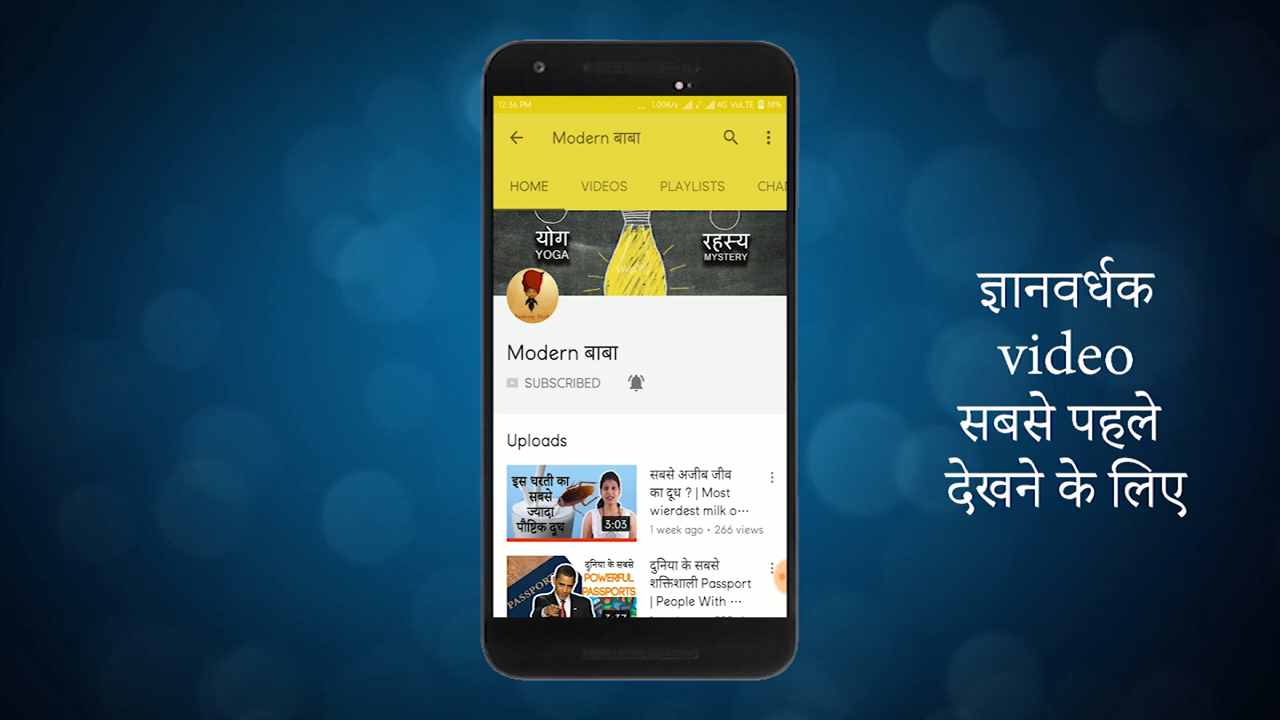 12:36 PM
... 1.00K/s 4G VoLTE 38%
Modern बाबा
HOME VIDEOS PLAYLISTS CHAN
योग
YOGA
रहस्य
MYSTERY
Modern बाबा
SUBSCRIBED
Uploads
इस धरती का
सबसे
ज्यादा
पौष्टिक दूध
3:03
सबसे अजीब जीव
का दूध ? | Most
wierdest milk o...
1 week ago • 266 views
PASSPORT
दुनिया के सबसे
POWERFUL
PASSPORTS
दुनिया के सबसे
शक्तिशाली Passport
| People With ...
ज्ञानवर्धक
video
सबसे पहले
देखने के लिए